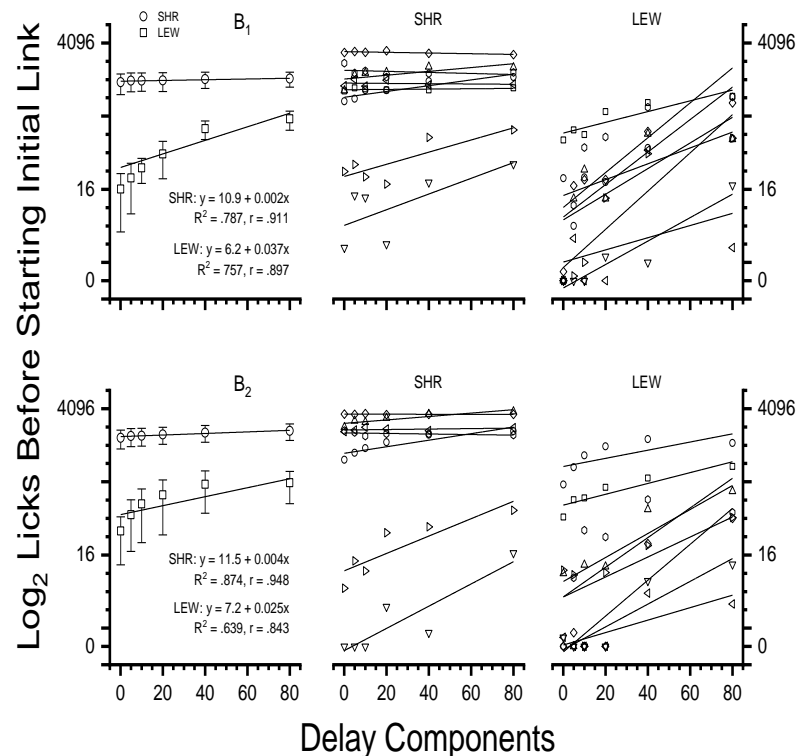 Log2 Licks Before Starting Initial Link
○ SHR
□ LEW
B1
SHR
LEW
4096
16
0
4096
16
0
SHR: y = 10.9 + 0.002x
R2 = .787, r = .911
LEW: y = 6.2 + 0.037x
R2 = 757, r = .897
B2
SHR
LEW
4096
16
0
4096
16
0
SHR: y = 11.5 + 0.004x
R2 = .874, r = .948
LEW: y = 7.2 + 0.025x
R2 = .639, r = .843
0 20 40 60 80
0 20 40 60 80
0 20 40 60 80
Delay Components